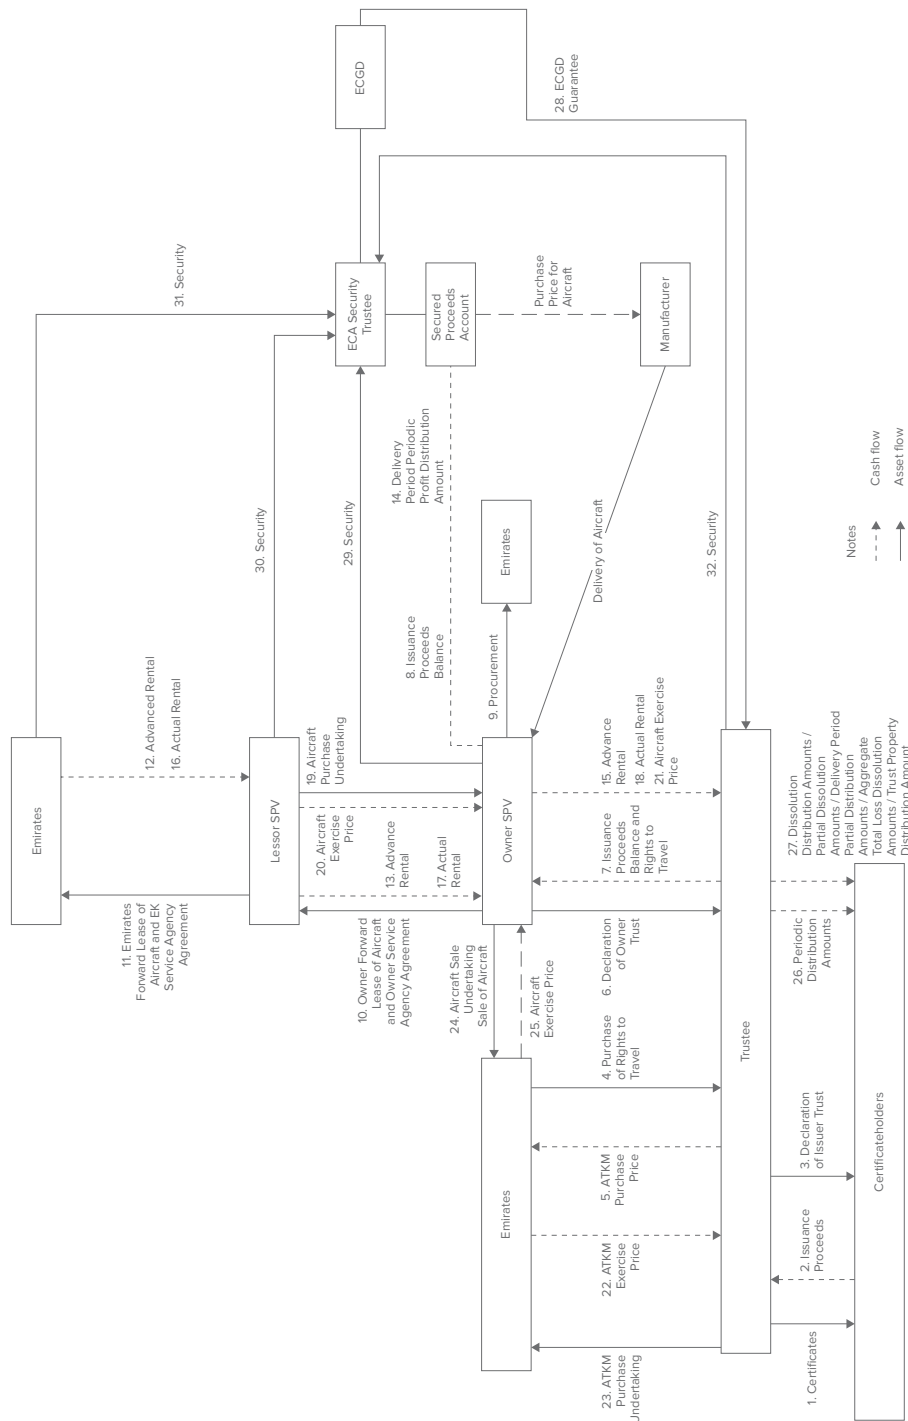 Emirates
11. Emirates
Forward Lease of
Aircraft and EK
Service Agency
Agreement
12. Advanced Rental
16. Actual Rental
31. Security
Lessor SPV
30. Security
10. Owner Forward
Lease of Aircraft
and Owner Service
Agency Agreement
13. Advance
Rental
17. Actual
Rental
20. Aircraft
Exercise
Price
19. Aircraft
Purchase
Undertaking
29. Security
ECA Security
Trustee
ECGD
28. ECGD
Guarantee
8. Issuance
Proceeds
Balance
14. Delivery
Period Periodic
Profit Distribution
Amount
Secured
Proceeds
Account
Purchase
Price for
Aircraft
Manufacturer
Emirates
24. Aircraft Sale
Undertaking
Sale of Aircraft
25. Aircraft
Exercise Price
Owner SPV
9. Procurement
Emirates
Delivery of Aircraft
23. ATKM
Purchase
Undertaking
22. ATKM
Exercise
Price
5. ATKM
Purchase
Price
4. Purchase
of Rights to
Travel
6. Declaration
of Owner
Trust
7. Issuance
Proceeds
Balance and
Rights to
Travel
15. Advance
Rental
18. Actual Rental
21. Aircraft Exercise
Price
32. Security
Trustee
1. Certificates
2. Issuance
Proceeds
3. Declaration
of Issuer Trust
26. Periodic
Distribution
Amounts
27. Dissolution
Distribution Amounts /
Partial Dissolution
Amounts / Delivery Period
Partial Distribution
Amounts / Aggregate
Total Loss Dissolution
Amounts / Trust Property
Distribution Amount
Certificateholders
Notes
Cash flow
Asset flow